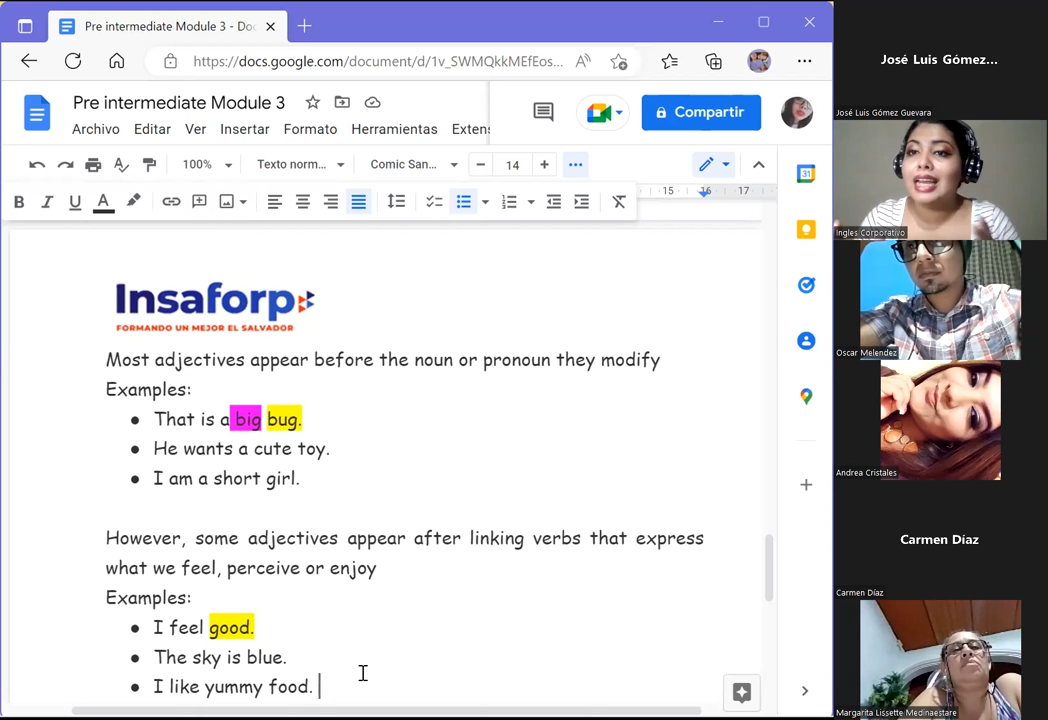 Pre intermediate Module 3 - Doc
https://docs.google.com/document/d/1v_SWMQkkMEfEos...
Pre intermediate Module 3
Compartir
Archivo Editar Ver Insertar Formato Herramientas Extens
100% Texto norm... Comic San... 14
15 16 17
Insaforp
FORMANDO UN MEJOR EL SALVADOR
Most adjectives appear before the noun or pronoun they modify
Examples:
● That is a big bug.
● He wants a cute toy.
● I am a short girl.
However, some adjectives appear after linking verbs that express
what we feel, perceive or enjoy
Examples:
● I feel good.
● The sky is blue.
● I like yummy food.
José Luis Gómez...
José Luis Gómez Guevara
Ingles Corporativo
Oscar Melendez
Andrea Cristales
Carmen Díaz
Carmen Díaz
Margarita Lissette Medinaestare